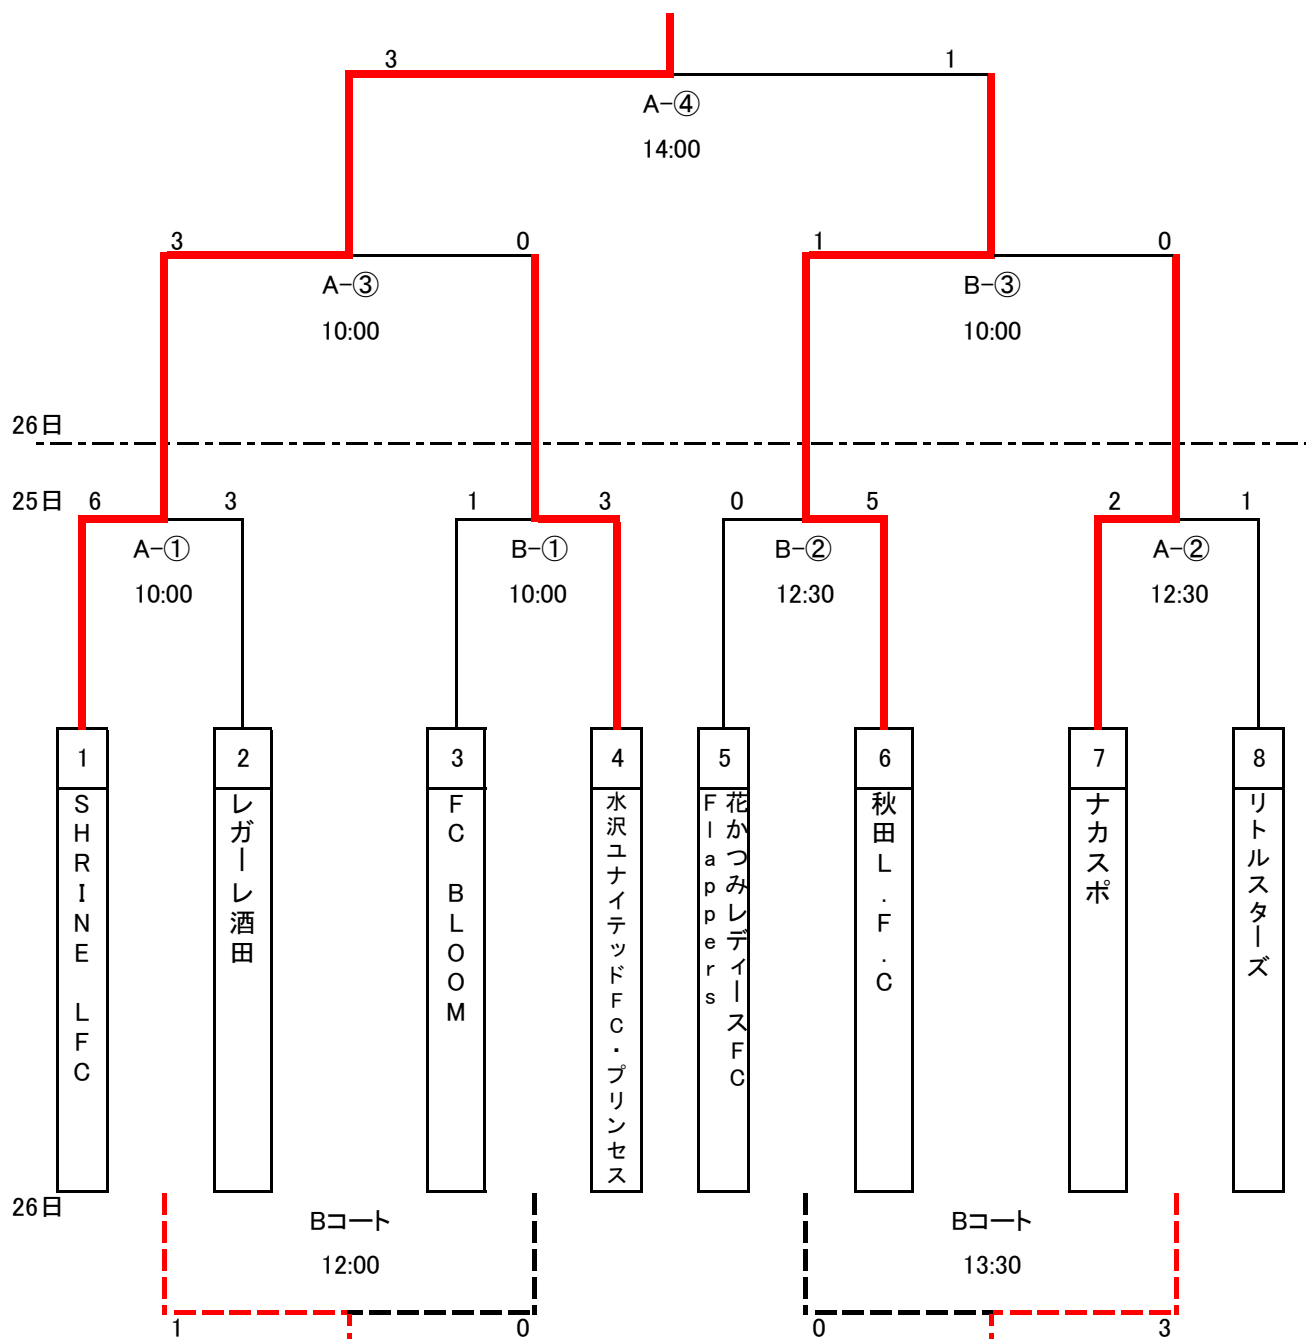 3 1
A-④
14:00
3 0 1 0
A-③ B-③
10:00 10:00
26日
25日 6 3 1 3 0 5 2 1
A-① B-① B-② A-②
10:00 10:00 12:30 12:30
1 2 3 4 5 6 7 8
SHRINE LFC
レガーレ酒田
FC BLOOM
水沢ユナイテッドFC・プリンセス
花かつみレディースFC
Flappers
秋田L.F.C
ナカスポ
リトルスターズ
26日
Bコート Bコート
12:00 13:30
1 0 0 3